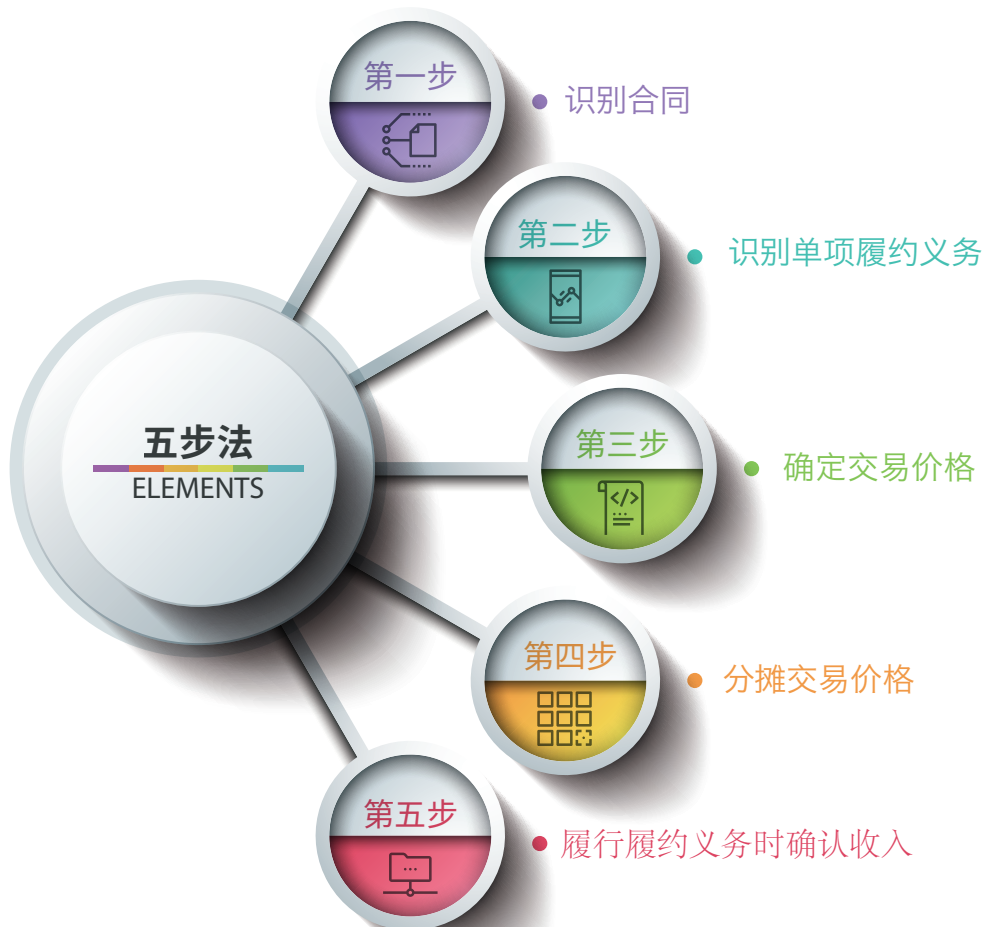 第一步
识别合同
第二步
识别单项履约义务
五步法
ELEMENTS
第三步
确定交易价格
第四步
分摊交易价格
第五步
履行履约义务时确认收入